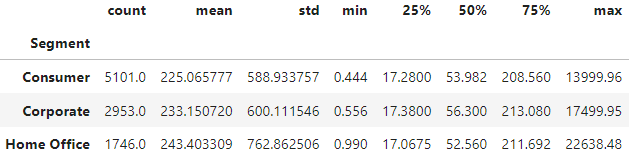 count mean std min 25% 50% 75% max
Segment
Consumer 5101.0 225.065777 588.933757 0.444 17.2800 53.982 208.560 13999.96
Corporate 2953.0 233.150720 600.111546 0.556 17.3800 56.300 213.080 17499.95
Home Office 1746.0 243.403309 762.862506 0.990 17.0675 52.560 211.692 22638.48